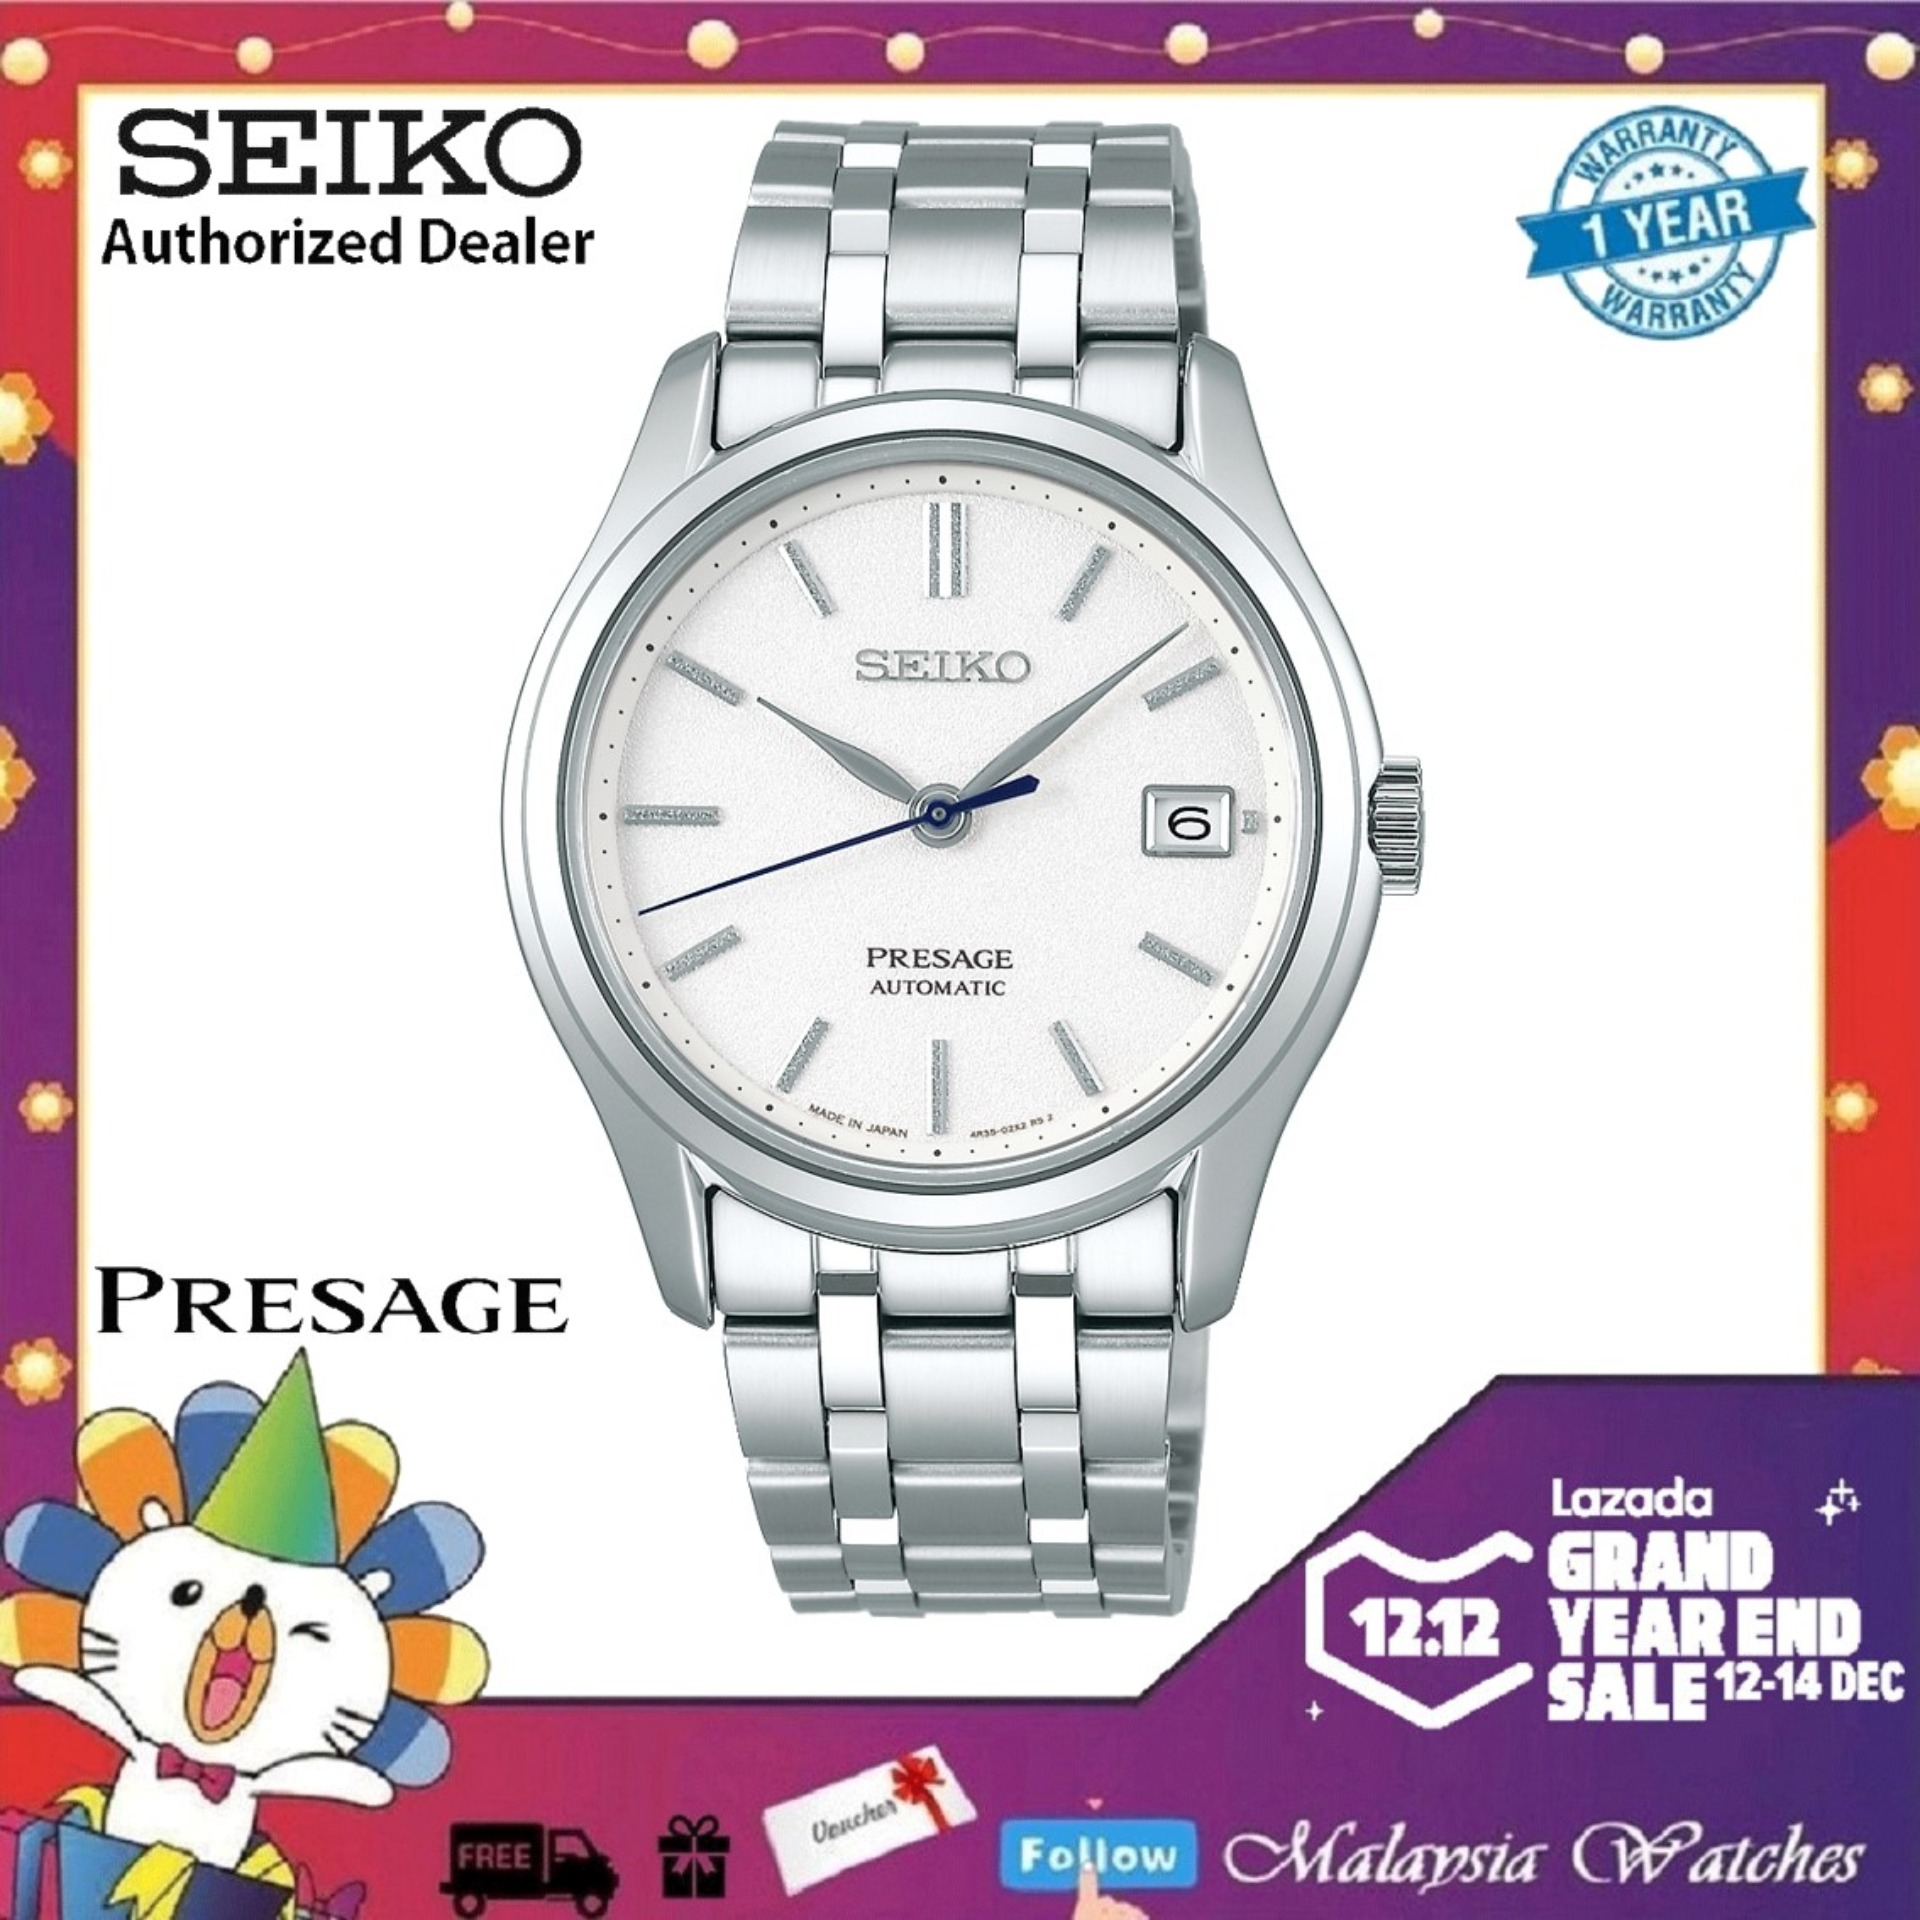 SEIKO
Authorized Dealer
WARRANTY
1 YEAR
WARRANTY
SEIKO
6
PRESAGE
AUTOMATIC
MADE IN JAPAN
PRESAGE
Lazada
12.12
GRAND
YEAR END
SALE 12-14 DEC
FREE
Voucher
Follow
Malaysia Watches